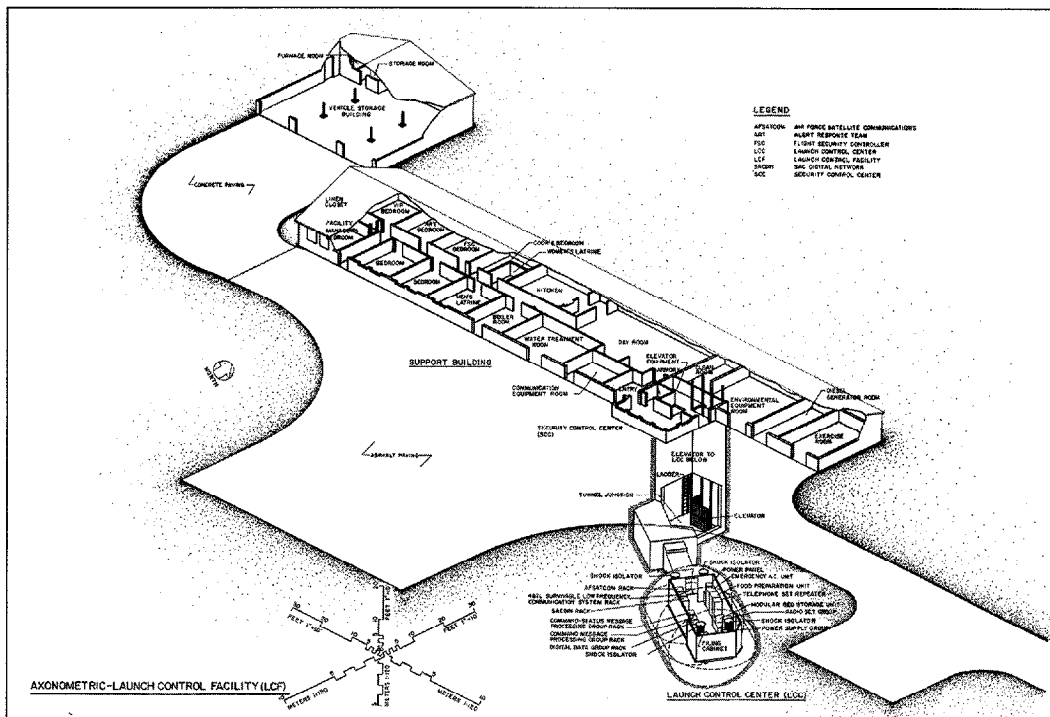 FURNACE ROOM
STORAGE ROOM
VEHICLE STORAGE
BUILDING
LEGEND
AFSATCOM AIR FORCE SATELLITE COMMUNICATIONS
ART ALERT RESPONSE TEAM
FSC FLIGHT SECURITY CONTROLLER
LCC LAUNCH CONTROL CENTER
LCF LAUNCH CONTROL FACILITY
SACDIN SAC DIGITAL NETWORK
SCC SECURITY CONTROL CENTER
CONCRETE PAVING
LINEN
CLOSET
FACILITY
MANAGERS
BEDROOM
VIP
BEDROOM
ART
BEDROOM
FSC
BEDROOM
COOK'S BEDROOM
WOMEN'S LATRINE
KITCHEN
BEDROOM
BEDROOM
MEN'S
LATRINE
BOILER
ROOM
WATER TREATMENT
ROOM
DAY ROOM
SUPPORT BUILDING
NORTH
COMMUNICATION
EQUIPMENT ROOM
ELEVATOR
EQUIPMENT
ENTRY
ROOM
ENVIRONMENTAL
EQUIPMENT
ROOM
DIESEL
GENERATOR ROOM
EXERCISE
ROOM
SECURITY CONTROL CENTER
(SCC)
ASPHALT PAVING
ELEVATOR TO
LCC BELOW
LADDER
TUNNEL JUNCTION
ELEVATOR
SHOCK ISOLATOR
SHOCK ISOLATOR
POWER PANEL
EMERGENCY A.C. UNIT
FOOD PREPARATION UNIT
TELEPHONE SET REPEATER
MODULAR BED STORAGE UNIT
RADIO SET GROUP
SHOCK ISOLATOR
POWER SUPPLY GROUP
AFSATCOM RACK
SURVIVABLE LOW FREQUENCY
COMMUNICATION SYSTEM RACK
SACDIN RACK
COMMAND-STATUS MESSAGE
PROCESSING GROUP RACK
COMMAND MESSAGE
PROCESSING GROUP RACK
DIGITAL DATA GROUP RACK
SHOCK ISOLATOR
FILING
CABINET
LAUNCH CONTROL CENTER (LCC)
AXONOMETRIC-LAUNCH CONTROL FACILITY (LCF)